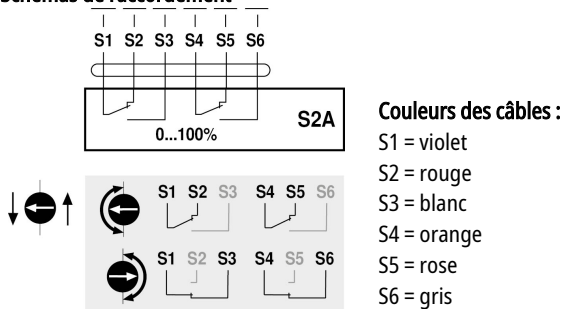 Schémas de raccordement
S1 S2 S3 S4 S5 S6
S2A
0...100%
Couleurs des câbles :
S1 = violet
S2 = rouge
S3 = blanc
S4 = orange
S5 = rose
S6 = gris
S1 S2 S3 S4 S5 S6
S1 S2 S3 S4 S5 S6